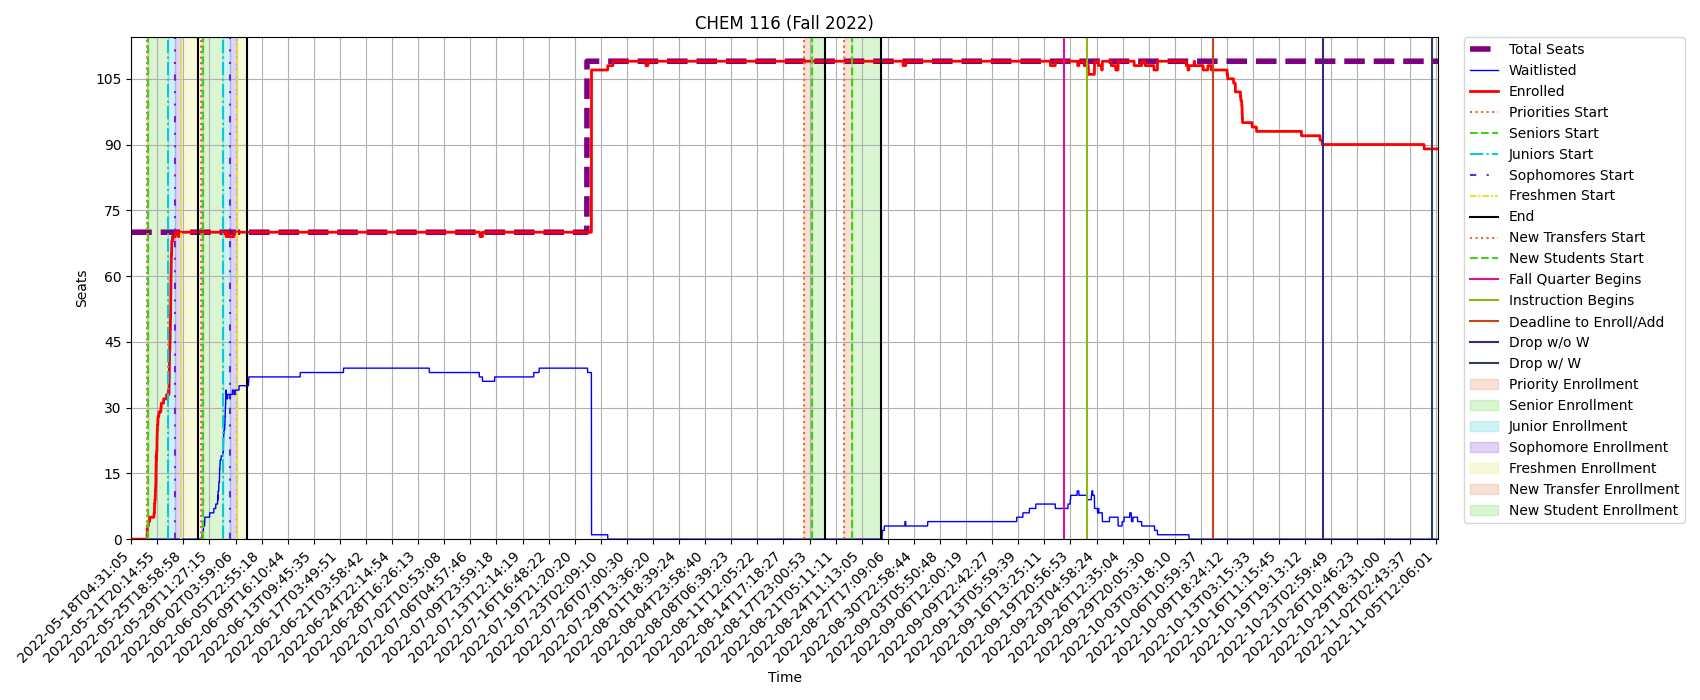 CHEM 116 (Fall 2022)
Seats
105
90
75
60
45
30
15
0
2022-05-18T04:31:05
2022-05-21T20:14:55
2022-05-25T18:58:58
2022-05-29T11:27:15
2022-06-02T03:59:06
2022-06-05T22:55:18
2022-06-09T16:10:44
2022-06-13T09:45:35
2022-06-17T03:49:51
2022-06-21T03:58:42
2022-06-24T22:14:54
2022-06-28T16:26:13
2022-07-02T10:53:08
2022-07-06T04:57:46
2022-07-09T23:59:18
2022-07-13T12:14:19
2022-07-16T16:48:22
2022-07-19T21:20:20
2022-07-23T02:09:10
2022-07-26T07:00:30
2022-07-29T13:36:20
2022-08-01T18:39:24
2022-08-04T23:58:40
2022-08-08T06:39:23
2022-08-11T12:05:22
2022-08-14T17:18:27
2022-08-17T23:00:53
2022-08-21T05:11:11
2022-08-24T11:13:05
2022-08-27T17:09:06
2022-08-30T22:58:44
2022-09-03T05:50:48
2022-09-06T12:00:19
2022-09-09T22:42:27
2022-09-13T05:59:39
2022-09-16T13:25:11
2022-09-19T20:56:53
2022-09-23T04:58:24
2022-09-26T12:35:04
2022-09-29T20:05:30
2022-10-03T03:18:10
2022-10-06T10:59:37
2022-10-09T18:24:12
2022-10-13T03:15:33
2022-10-16T11:15:45
2022-10-19T19:13:12
2022-10-23T02:59:49
2022-10-26T10:46:23
2022-10-29T18:31:00
2022-11-02T02:43:37
2022-11-05T12:06:01
Time
Total Seats
Waitlisted
Enrolled
Priorities Start
Seniors Start
Juniors Start
Sophomores Start
Freshmen Start
End
New Transfers Start
New Students Start
Fall Quarter Begins
Instruction Begins
Deadline to Enroll/Add
Drop w/o W
Drop w/ W
Priority Enrollment
Senior Enrollment
Junior Enrollment
Sophomore Enrollment
Freshmen Enrollment
New Transfer Enrollment
New Student Enrollment